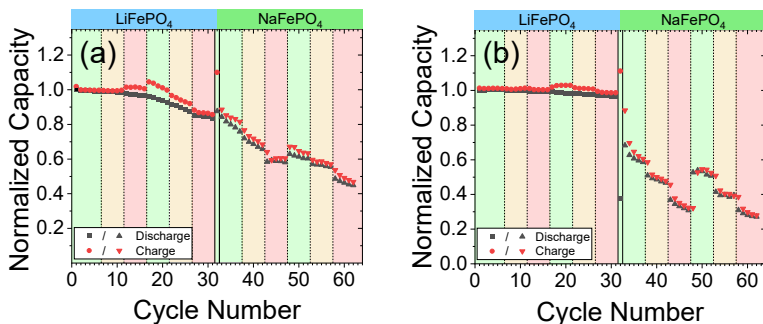 LiFePO₄ NaFePO₄
(a)
Normalized Capacity
1.2
1.0
0.8
0.6
0.4
0.2
/ Discharge
/ Charge
0 10 20 30 40 50 60
Cycle Number
LiFePO₄ NaFePO₄
(b)
Normalized Capacity
1.2
1.0
0.8
0.6
0.4
0.2
0.0
/ Discharge
/ Charge
0 10 20 30 40 50 60
Cycle Number